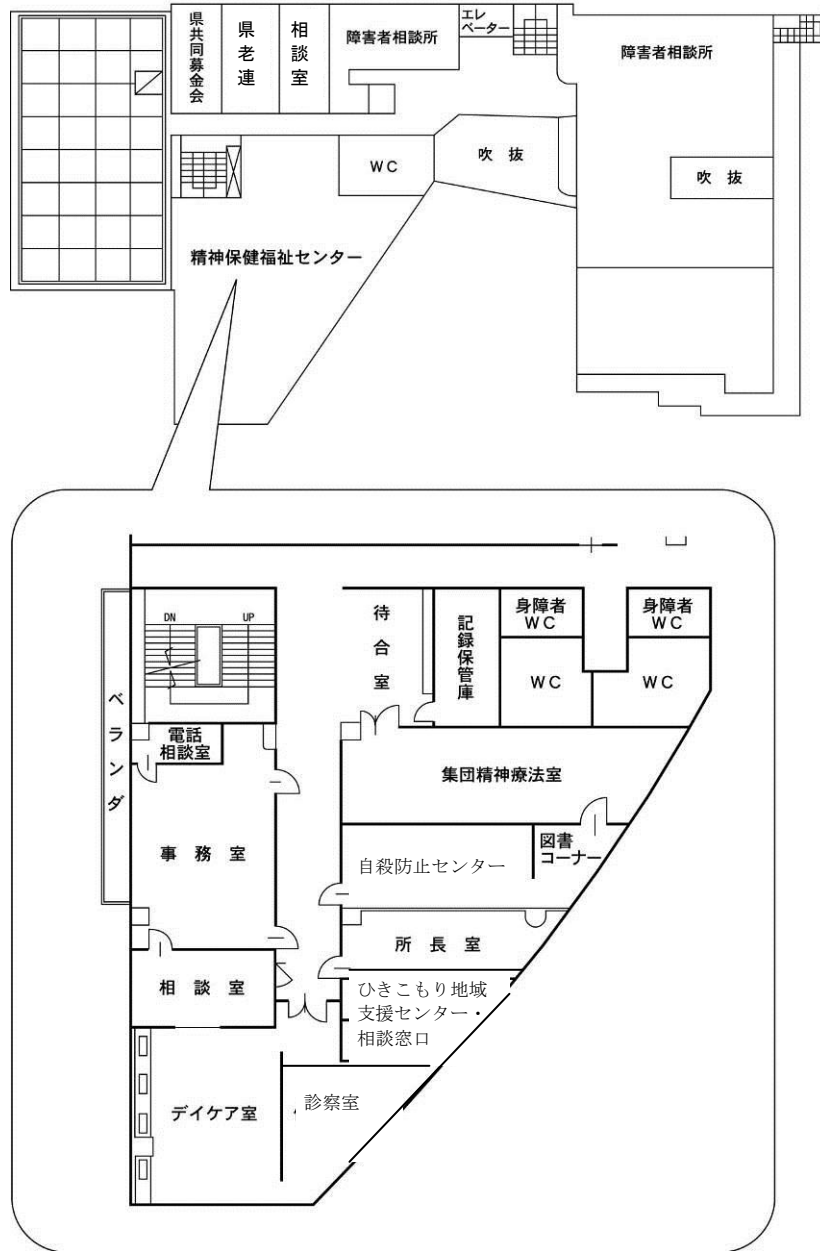 県共同募金会
県老連
相談室
障害者相談所
エレ
ベーター
障害者相談所
WC
吹抜
吹抜
精神保健福祉センター
DN
UP
待合室
記録保管庫
身障者
WC
身障者
WC
WC
WC
ベランダ
電話
相談室
集団精神療法室
事務室
自殺防止センター
図書
コーナー
所長室
相談室
ひきこもり地域
支援センター・
相談窓口
デイケア室
診察室